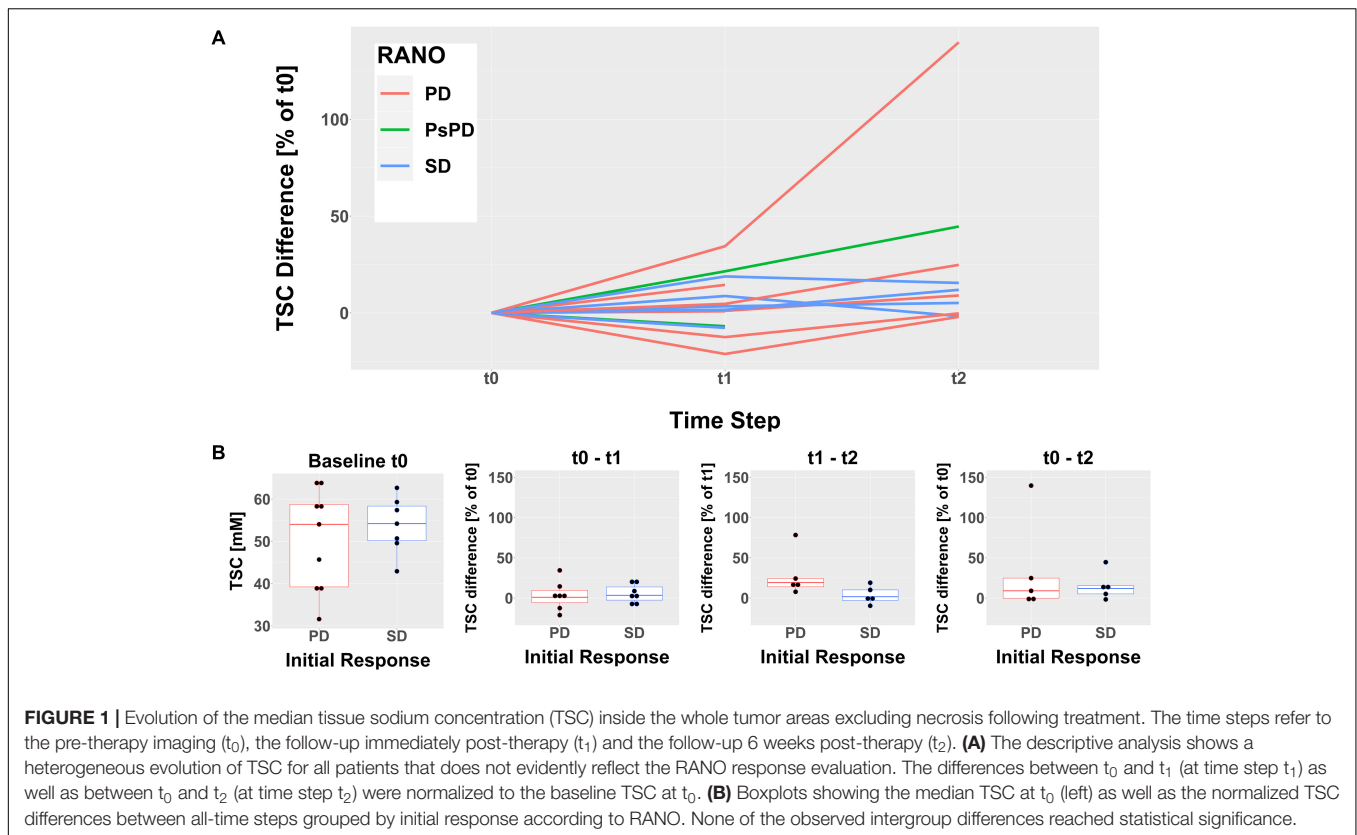 A
TSC Difference [% of t0]
100
50
0
RANO
PD
PsPD
SD
t0 t1 t2
Time Step
B
Baseline t0
TSC [mM]
60
50
40
30
PD SD
Initial Response
t0 - t1
TSC difference [% of t0]
150
100
50
0
PD SD
Initial Response
t1 - t2
TSC difference [% of t1]
150
100
50
0
PD SD
Initial Response
t0 - t2
TSC difference [% of t0]
150
100
50
0
PD SD
Initial Response
FIGURE 1 | Evolution of the median tissue sodium concentration (TSC) inside the whole tumor areas excluding necrosis following treatment. The time steps refer to
the pre-therapy imaging (t0), the follow-up immediately post-therapy (t1) and the follow-up 6 weeks post-therapy (t2). (A) The descriptive analysis shows a
heterogeneous evolution of TSC for all patients that does not evidently reflect the RANO response evaluation. The differences between t0 and t1 (at time step t1) as
well as between t0 and t2 (at time step t2) were normalized to the baseline TSC at t0. (B) Boxplots showing the median TSC at t0 (left) as well as the normalized TSC
differences between all-time steps grouped by initial response according to RANO. None of the observed intergroup differences reached statistical significance.